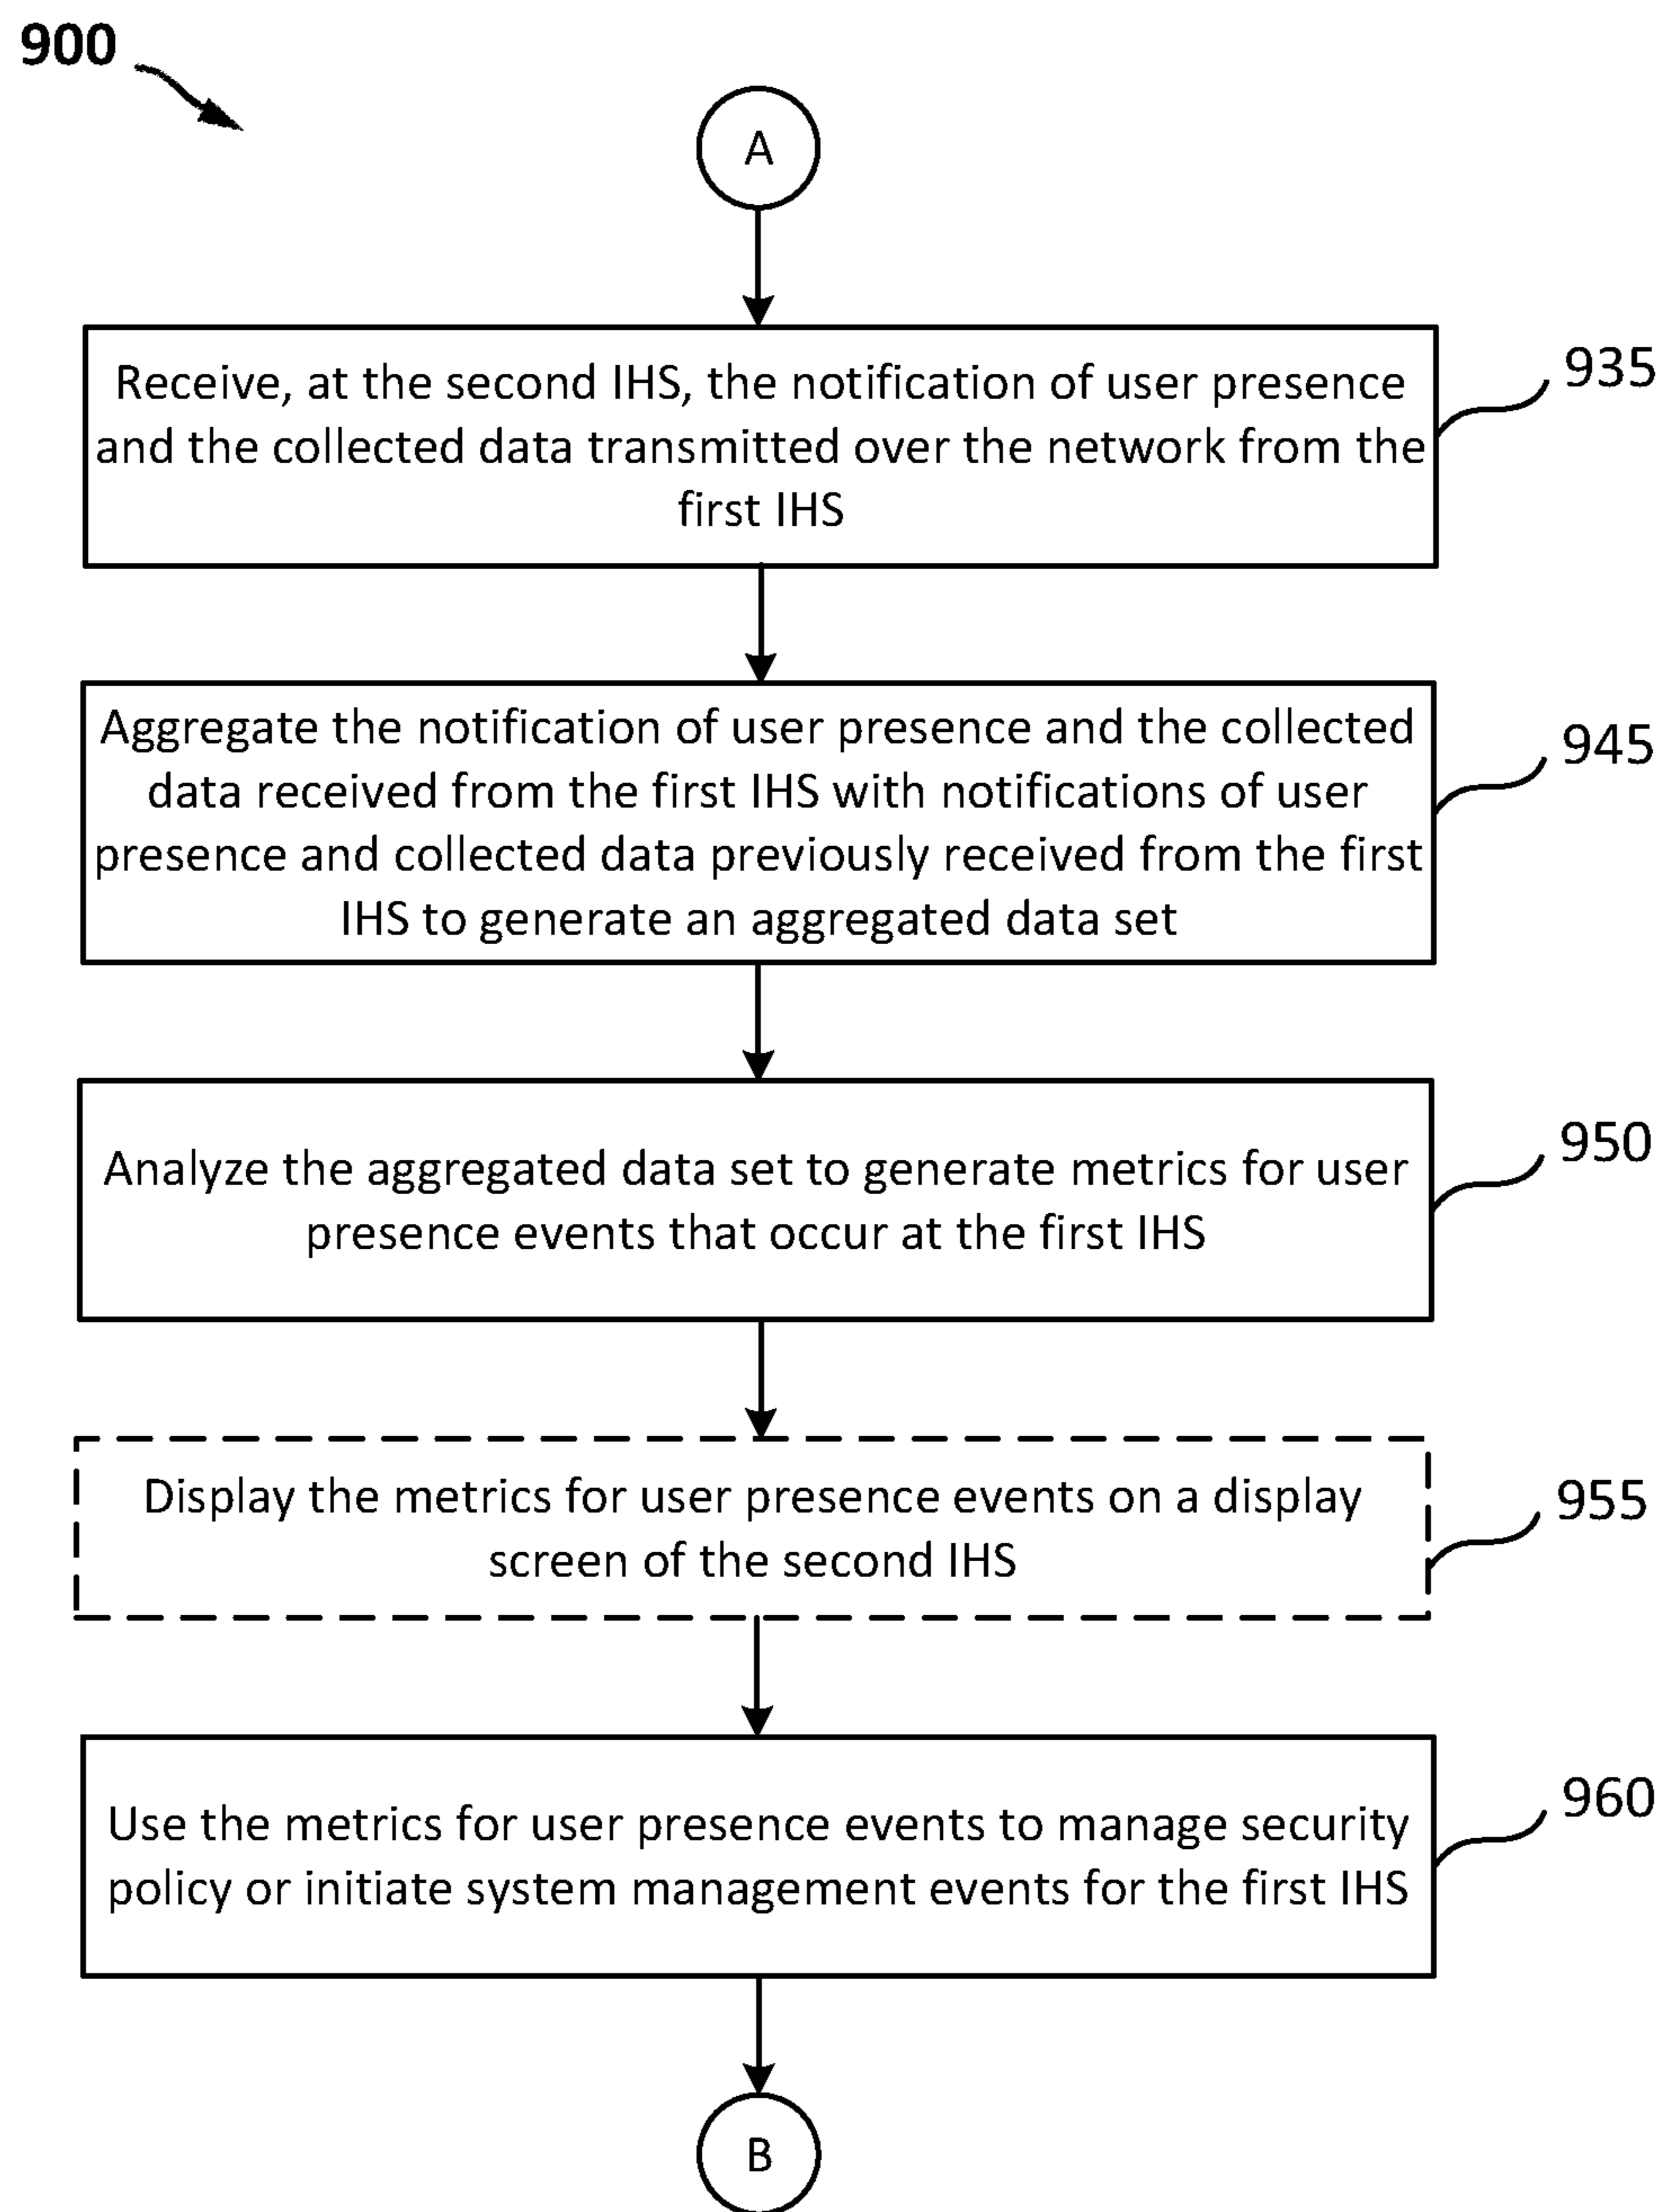 900
A
Receive, at the second IHS, the notification of user presence
and the collected data transmitted over the network from the
first IHS
935
Aggregate the notification of user presence and the collected
data received from the first IHS with notifications of user
presence and collected data previously received from the first
IHS to generate an aggregated data set
945
Analyze the aggregated data set to generate metrics for user
presence events that occur at the first IHS
950
Display the metrics for user presence events on a display
screen of the second IHS
955
Use the metrics for user presence events to manage security
policy or initiate system management events for the first IHS
960
B